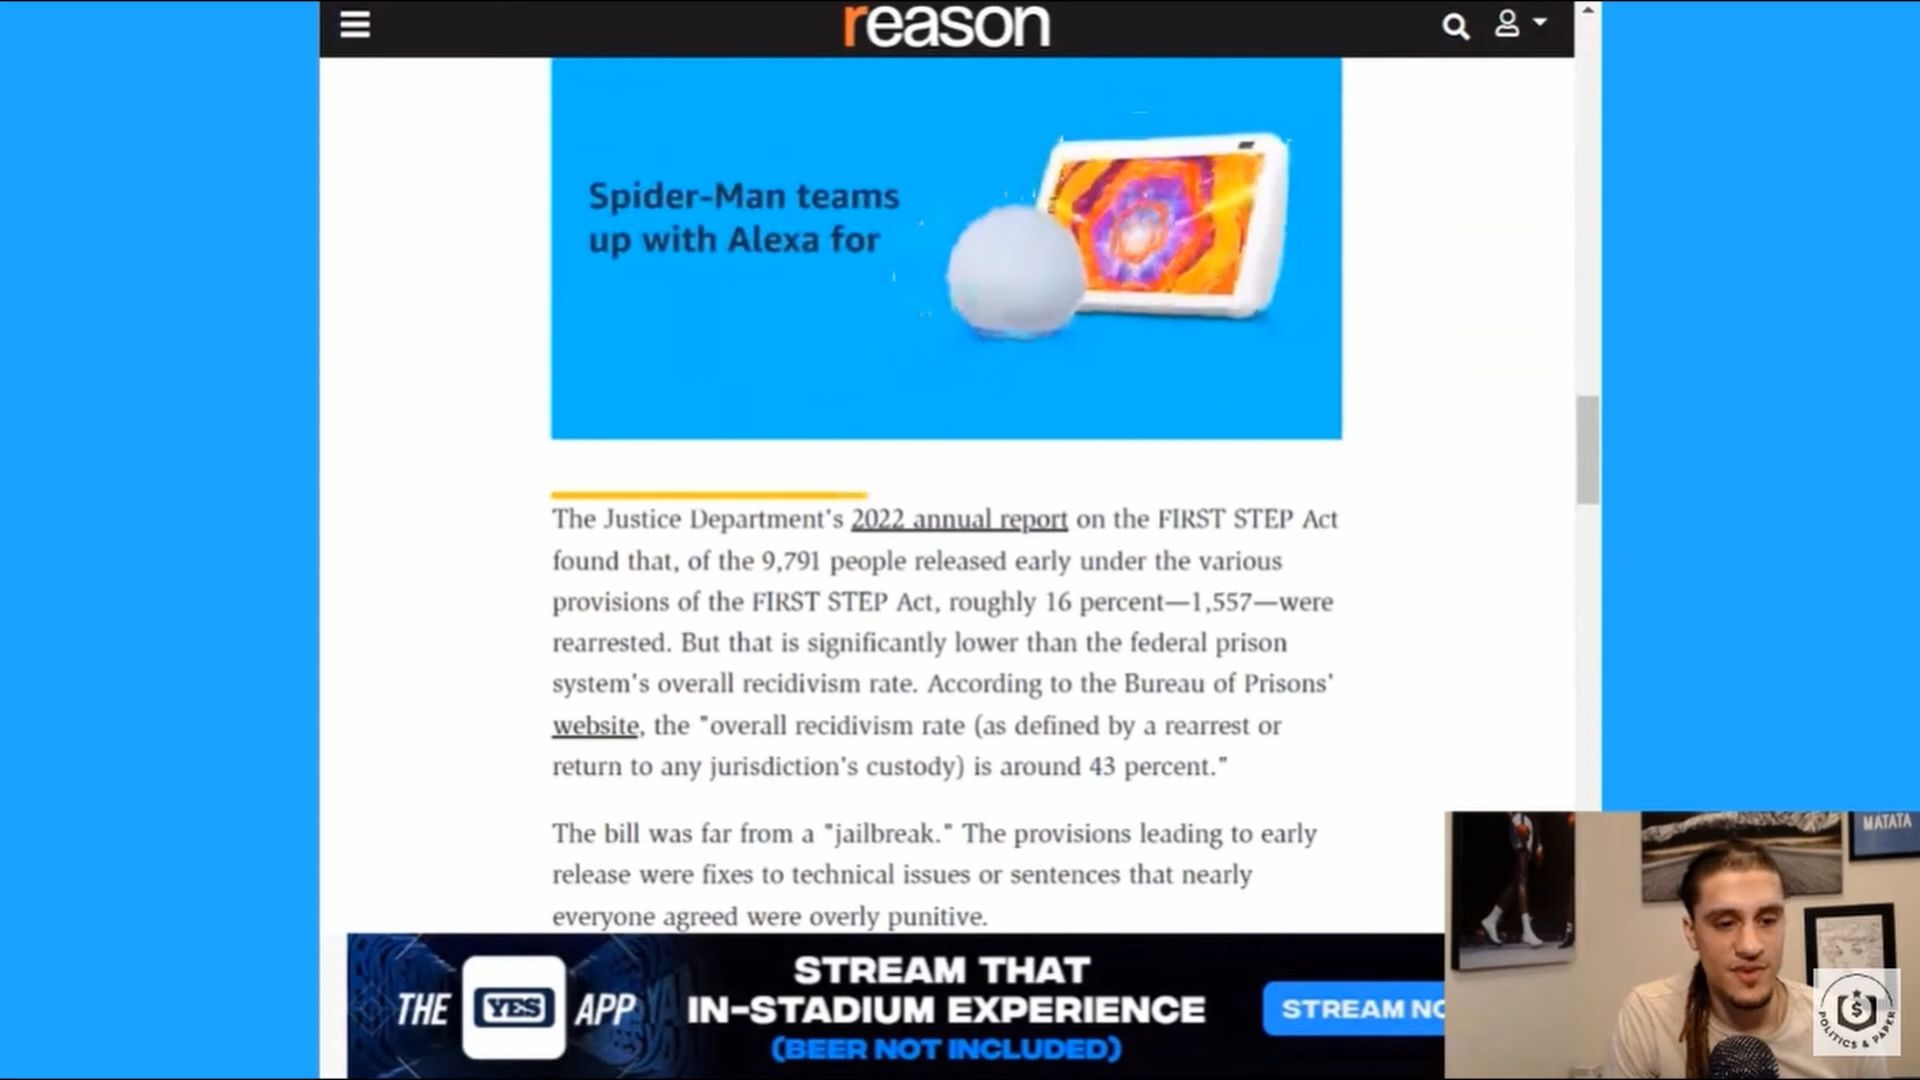 reason
Spider-Man teams
up with Alexa for
The Justice Department's 2022 annual report on the FIRST STEP Act
found that, of the 9,791 people released early under the various
provisions of the FIRST STEP Act, roughly 16 percent—1,557—were
rearrested. But that is significantly lower than the federal prison
system's overall recidivism rate. According to the Bureau of Prisons'
website, the "overall recidivism rate (as defined by a rearrest or
return to any jurisdiction's custody) is around 43 percent."
The bill was far from a "jailbreak." The provisions leading to early
release were fixes to technical issues or sentences that nearly
everyone agreed were overly punitive.
THE YES APP
STREAM THAT
IN-STADIUM EXPERIENCE
(BEER NOT INCLUDED)
STREAM NO
MATATA
POLITICS & PAPER